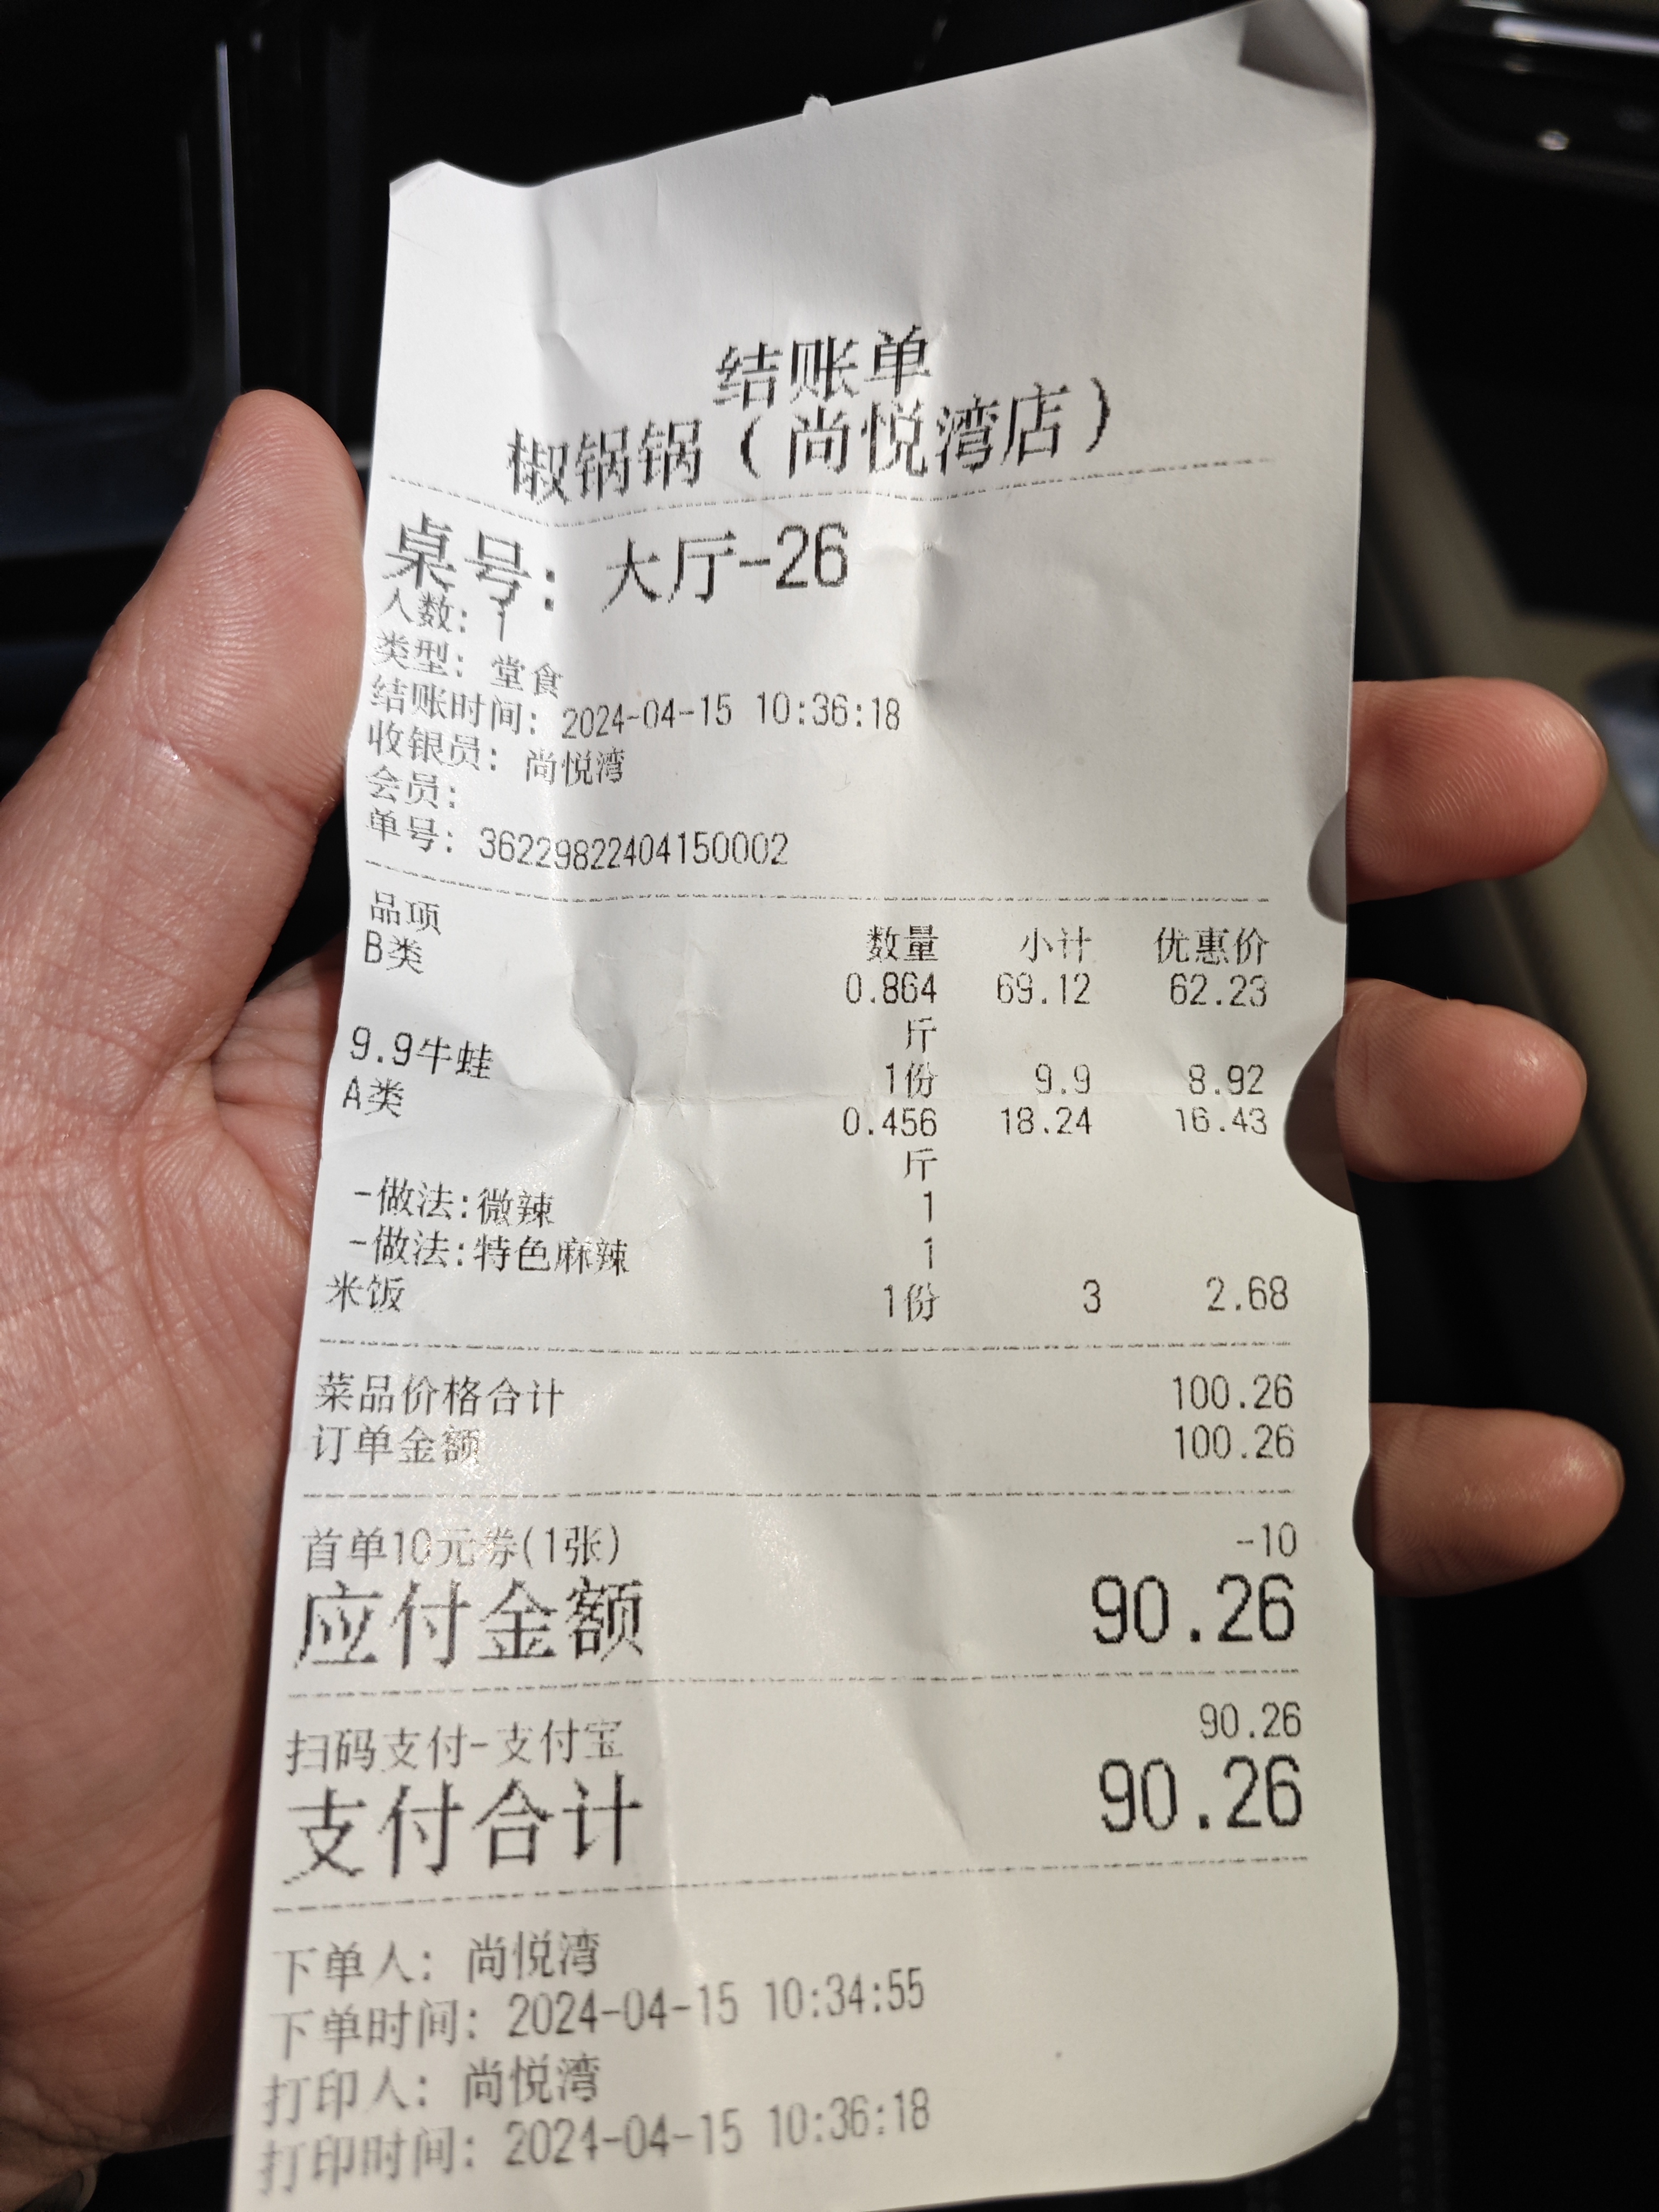 结账单
椒锅锅（尚悦湾店）
桌号：大厅-26
人数：1
类型：堂食
结账时间：2024-04-15 10:36:18
收银员：尚悦湾
会员：
单号：36229822404150002
品项 数量 小计 优惠价
B类 0.864 69.12 62.23
斤
9.9牛蛙 1份 9.9 8.92
A类 0.456 18.24 16.43
斤
-做法:微辣 1
-做法:特色麻辣 1
米饭 1份 3 2.68
菜品价格合计 100.26
订单金额 100.26
首单10元券(1张) -10
应付金额 90.26
扫码支付-支付宝 90.26
支付合计 90.26
下单人：尚悦湾
下单时间：2024-04-15 10:34:55
打印人：尚悦湾
打印时间：2024-04-15 10:36:18